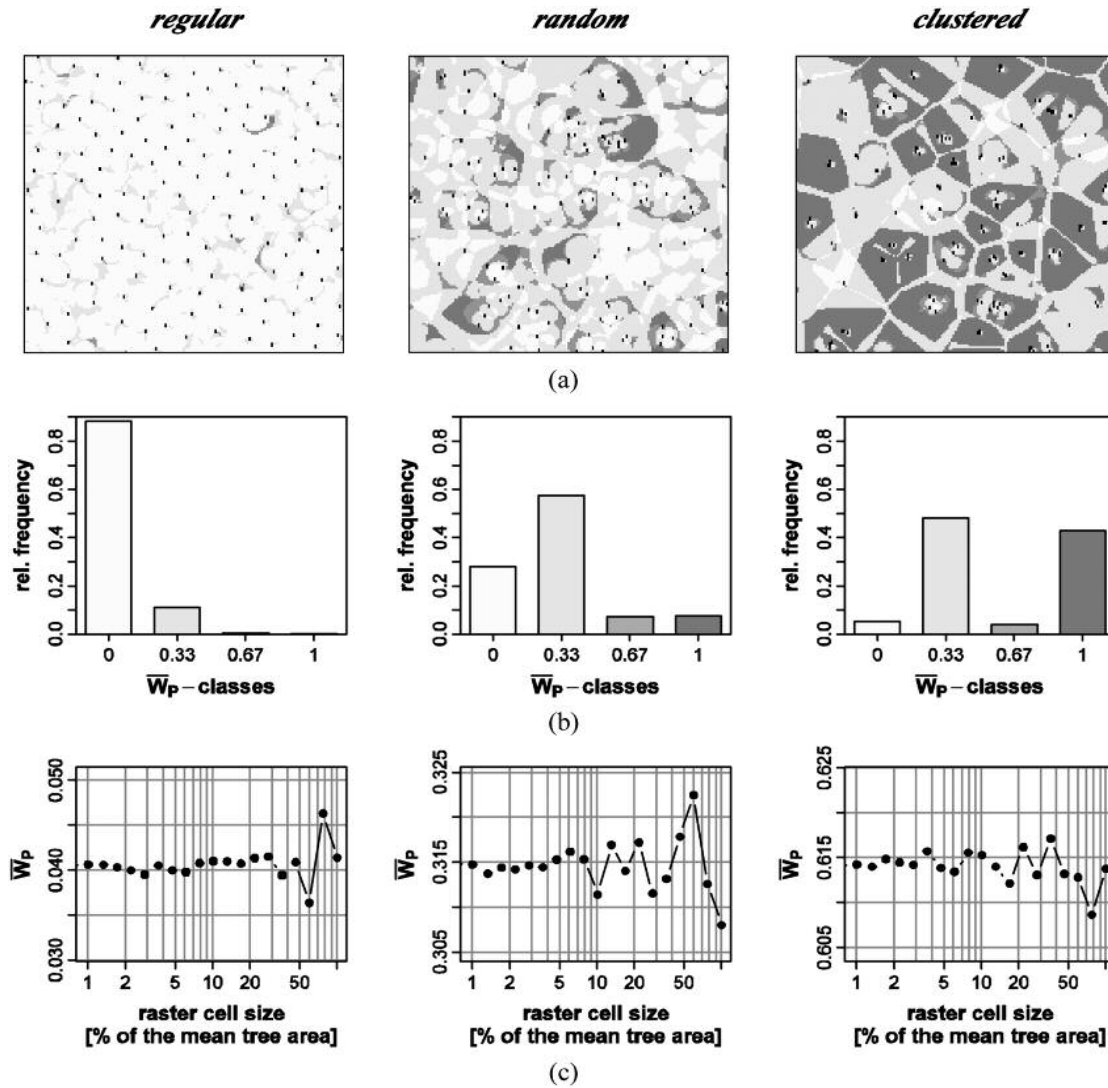 regular random clustered
(a)
rel. frequency
0.0 0.2 0.4 0.6 0.8
0 0.33 0.67 1
W̅P – classes
rel. frequency
0.0 0.2 0.4 0.6 0.8
0 0.33 0.67 1
W̅P – classes
rel. frequency
0.0 0.2 0.4 0.6 0.8
0 0.33 0.67 1
W̅P – classes
(b)
W̅P
0.030 0.040 0.050
1 2 5 10 20 50
raster cell size
[% of the mean tree area]
W̅P
0.305 0.315 0.325
1 2 5 10 20 50
raster cell size
[% of the mean tree area]
W̅P
0.605 0.615 0.625
1 2 5 10 20 50
raster cell size
[% of the mean tree area]
(c)